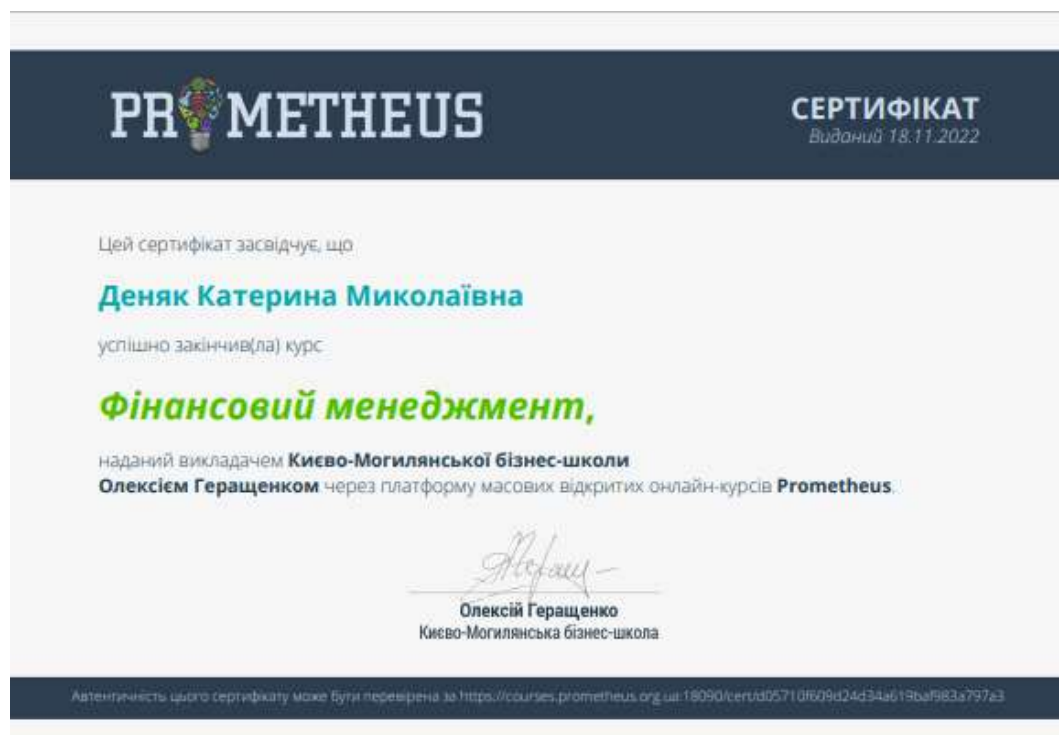 PROMETHEUS
СЕРТИФІКАТ
Виданий 18.11.2022
Цей сертифікат засвідчує, що
Деняк Катерина Миколаївна
успішно закінчив(ла) курс
Фінансовий менеджмент,
наданий викладачем Києво-Могилянської бізнес-школи
Олексієм Геращенком через платформу масових відкритих онлайн-курсів Prometheus.
Олексій Геращенко
Києво-Могилянська бізнес-школа
Автентичність цього сертифікату може бути перевірена за https://courses.prometheus.org.ua:18090/cert/d05710f609d24d34a619baf983a797a3